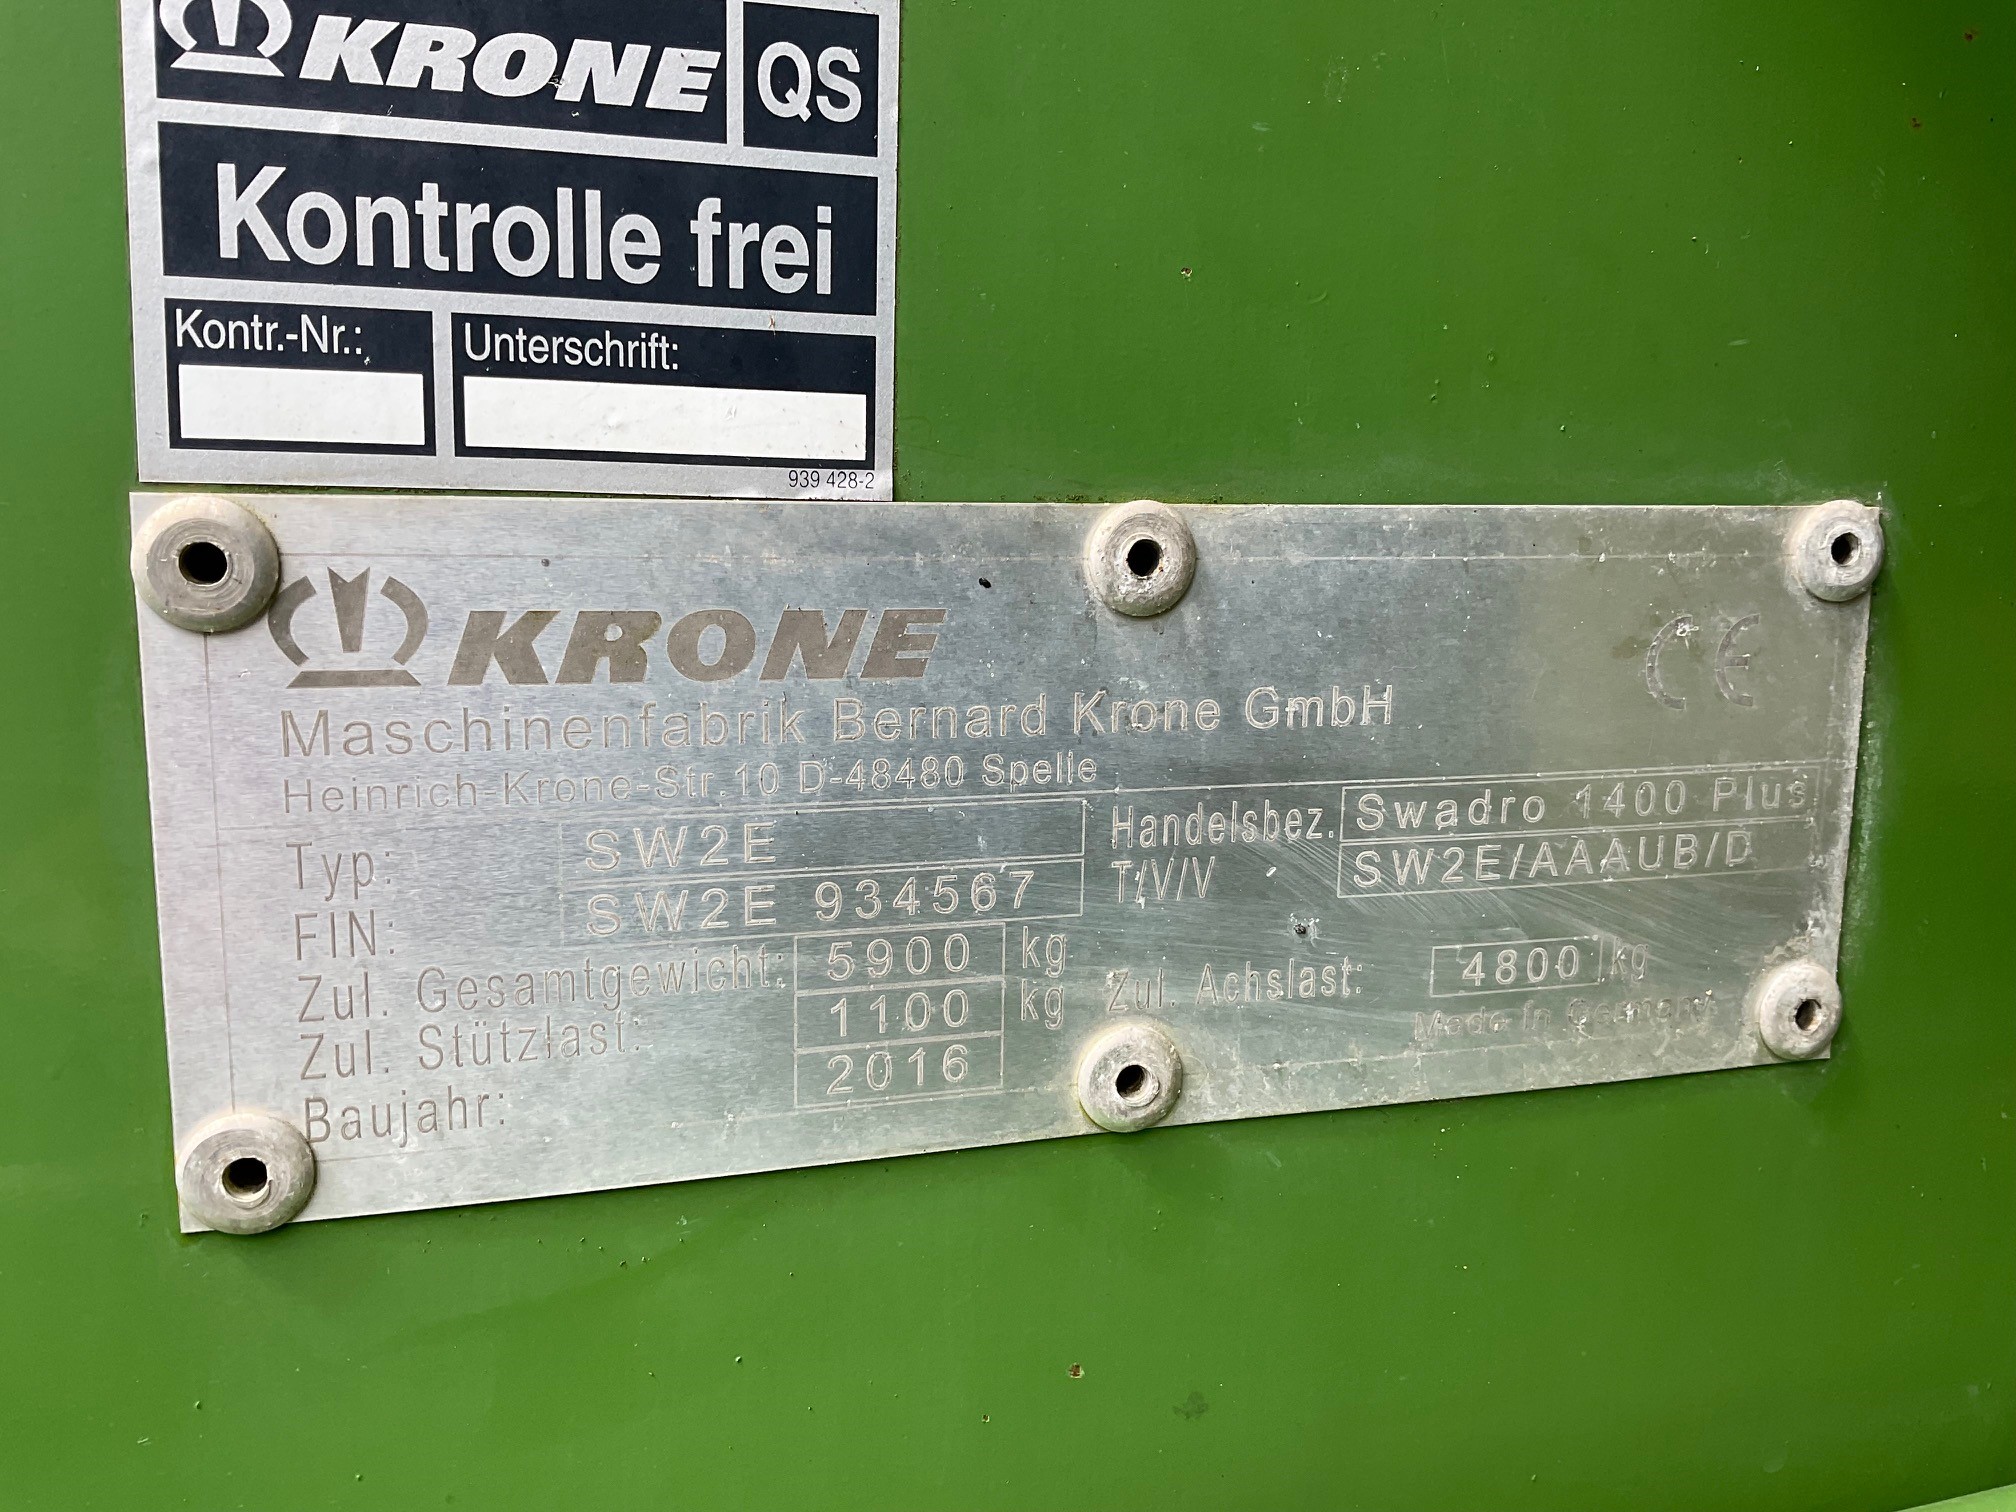 KRONE QS
Kontrolle frei
Kontr.-Nr.: Unterschrift:
939 428-2
KRONE
CE
Maschinenfabrik Bernard Krone GmbH
Heinrich-Krone-Str.10 D-48480 Spelle
Typ: SW2E Handelsbez. Swadro 1400 Plus
FIN: SW2E 934567 T/V/V SW2E/AAAUB/D
Zul. Gesamtgewicht: 5900 kg Zul. Achslast: 4800 kg
Zul. Stützlast: 1100 kg
Made in Germany
Baujahr: 2016